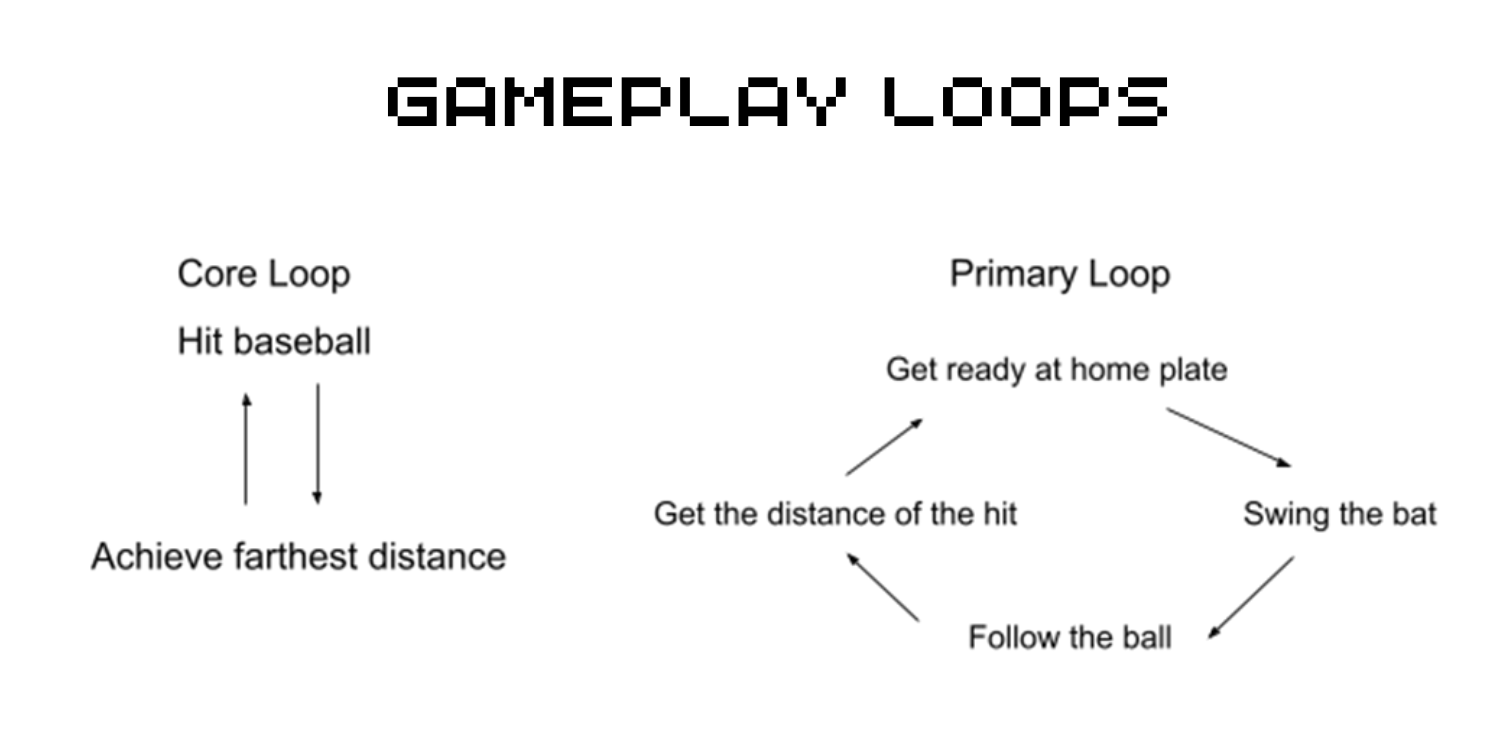 GAMEPLAY LOOPS
Core Loop
Hit baseball
Achieve farthest distance
Primary Loop
Get ready at home plate
Swing the bat
Follow the ball
Get the distance of the hit